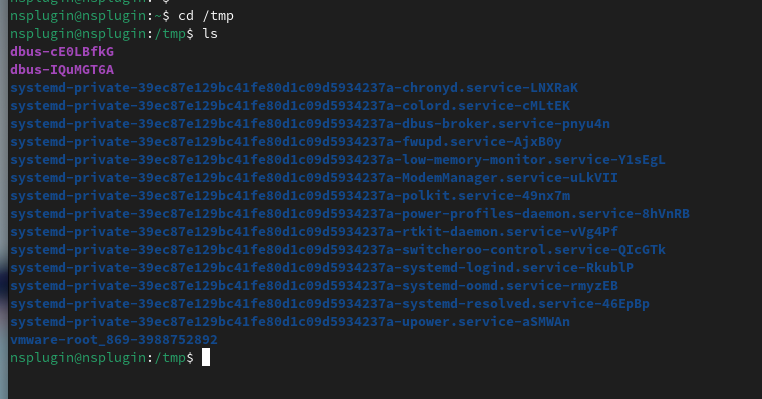 nsplugin@nsplugin:~$ cd /tmp
nsplugin@nsplugin:/tmp$ ls
dbus-cE0LBfkG
dbus-IQuMGT6A
systemd-private-39ec87e129bc41fe80d1c09d5934237a-chronyd.service-LNXRaK
systemd-private-39ec87e129bc41fe80d1c09d5934237a-colord.service-cMLtEK
systemd-private-39ec87e129bc41fe80d1c09d5934237a-dbus-broker.service-pnyu4n
systemd-private-39ec87e129bc41fe80d1c09d5934237a-fwupd.service-AjxB0y
systemd-private-39ec87e129bc41fe80d1c09d5934237a-low-memory-monitor.service-Y1sEgL
systemd-private-39ec87e129bc41fe80d1c09d5934237a-ModemManager.service-uLkVII
systemd-private-39ec87e129bc41fe80d1c09d5934237a-polkit.service-49nx7m
systemd-private-39ec87e129bc41fe80d1c09d5934237a-power-profiles-daemon.service-8hVnRB
systemd-private-39ec87e129bc41fe80d1c09d5934237a-rtkit-daemon.service-vVg4Pf
systemd-private-39ec87e129bc41fe80d1c09d5934237a-switcheroo-control.service-QIcGTk
systemd-private-39ec87e129bc41fe80d1c09d5934237a-systemd-logind.service-RkublP
systemd-private-39ec87e129bc41fe80d1c09d5934237a-systemd-oomd.service-rmyzEB
systemd-private-39ec87e129bc41fe80d1c09d5934237a-systemd-resolved.service-46EpBp
systemd-private-39ec87e129bc41fe80d1c09d5934237a-upower.service-aSMWAn
vmware-root_869-3988752892
nsplugin@nsplugin:/tmp$